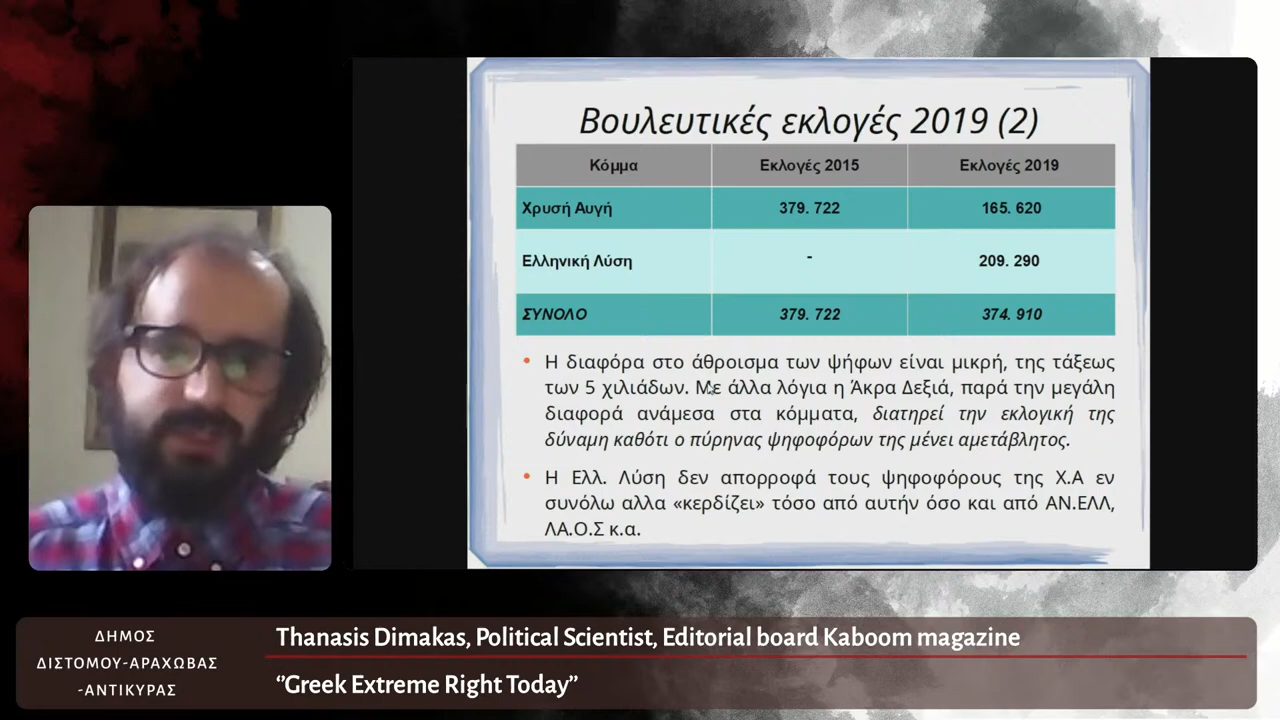 Βουλευτικές εκλογές 2019 (2)
Κόμμα Εκλογές 2015 Εκλογές 2019
Χρυσή Αυγή 379. 722 165. 620
Ελληνική Λύση - 209. 290
ΣΥΝΟΛΟ 379. 722 374. 910
• Η διαφόρα στο άθροισμα των ψήφων είναι μικρή, της τάξεως
των 5 χιλιάδων. Με άλλα λόγια η Άκρα Δεξιά, παρά την μεγάλη
διαφορά ανάμεσα στα κόμματα, διατηρεί την εκλογική της
δύναμη καθότι ο πύρηνας ψηφοφόρων της μένει αμετάβλητος.
• Η Ελλ. Λύση δεν απορροφά τους ψηφοφόρους της Χ.Α εν
συνόλω αλλα «κερδίζει» τόσο από αυτήν όσο και από ΑΝ.ΕΛΛ,
ΛΑ.Ο.Σ κ.α.
ΔΗΜΟΣ
ΔΙΣΤΟΜΟΥ-ΑΡΑΧΩΒΑΣ
-ΑΝΤΙΚΥΡΑΣ
Thanasis Dimakas, Political Scientist, Editorial board Kaboom magazine
‘’Greek Extreme Right Today”